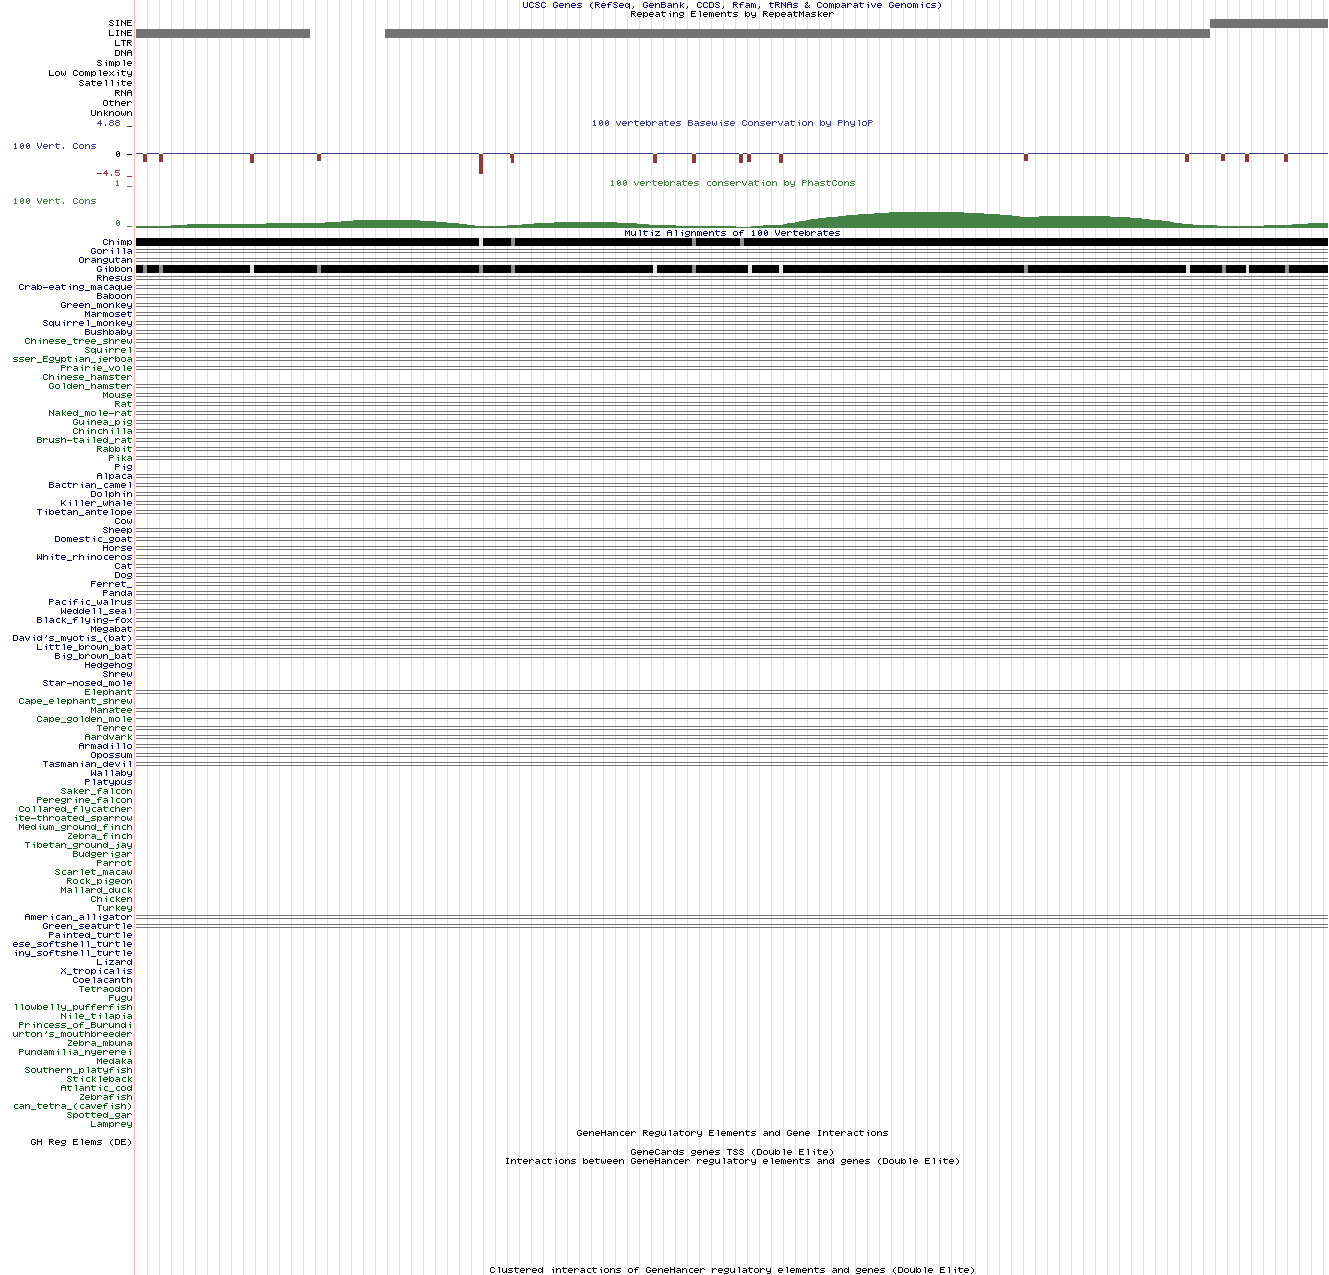 UCSC Genes (RefSeq, GenBank, CCDS, Rfam, tRNAs & Comparative Genomics)
Repeating Elements by RepeatMasker
SINE
LINE
LTR
DNA
Simple
Low Complexity
Satellite
RNA
Other
Unknown
4.88 _
100 vertebrates Basewise Conservation by PhyloP
100 Vert. Cons
0 _
-4.5 _
1 _
100 vertebrates conservation by PhastCons
100 Vert. Cons
0 _
Multiz Alignments of 100 Vertebrates
Chimp
Gorilla
Orangutan
Gibbon
Rhesus
Crab-eating_macaque
Baboon
Green_monkey
Marmoset
Squirrel_monkey
Bushbaby
Chinese_tree_shrew
Squirrel
sser_Egyptian_jerboa
Prairie_vole
Chinese_hamster
Golden_hamster
Mouse
Rat
Naked_mole-rat
Guinea_pig
Chinchilla
Brush-tailed_rat
Rabbit
Pika
Pig
Alpaca
Bactrian_camel
Dolphin
Killer_whale
Tibetan_antelope
Cow
Sheep
Domestic_goat
Horse
White_rhinoceros
Cat
Dog
Ferret_
Panda
Pacific_walrus
Weddell_seal
Black_flying-fox
Megabat
David's_myotis_(bat)
Little_brown_bat
Big_brown_bat
Hedgehog
Shrew
Star-nosed_mole
Elephant
Cape_elephant_shrew
Manatee
Cape_golden_mole
Tenrec
Aardvark
Armadillo
Opossum
Tasmanian_devil
Wallaby
Platypus
Saker_falcon
Peregrine_falcon
Collared_flycatcher
ite-throated_sparrow
Medium_ground_finch
Zebra_finch
Tibetan_ground_jay
Budgerigar
Parrot
Scarlet_macaw
Rock_pigeon
Mallard_duck
Chicken
Turkey
American_alligator
Green_seaturtle
Painted_turtle
ese_softshell_turtle
iny_softshell_turtle
Lizard
X_tropicalis
Coelacanth
Tetraodon
Fugu
llowbelly_pufferfish
Nile_tilapia
Princess_of_Burundi
urton's_mouthbreeder
Zebra_mbuna
Pundamilia_nyererei
Medaka
Southern_platyfish
Stickleback
Atlantic_cod
Zebrafish
can_tetra_(cavefish)
Spotted_gar
Lamprey
GeneHancer Regulatory Elements and Gene Interactions
GH Reg Elems (DE)
GeneCards genes TSS (Double Elite)
Interactions between GeneHancer regulatory elements and genes (Double Elite)
Clustered interactions of GeneHancer regulatory elements and genes (Double Elite)